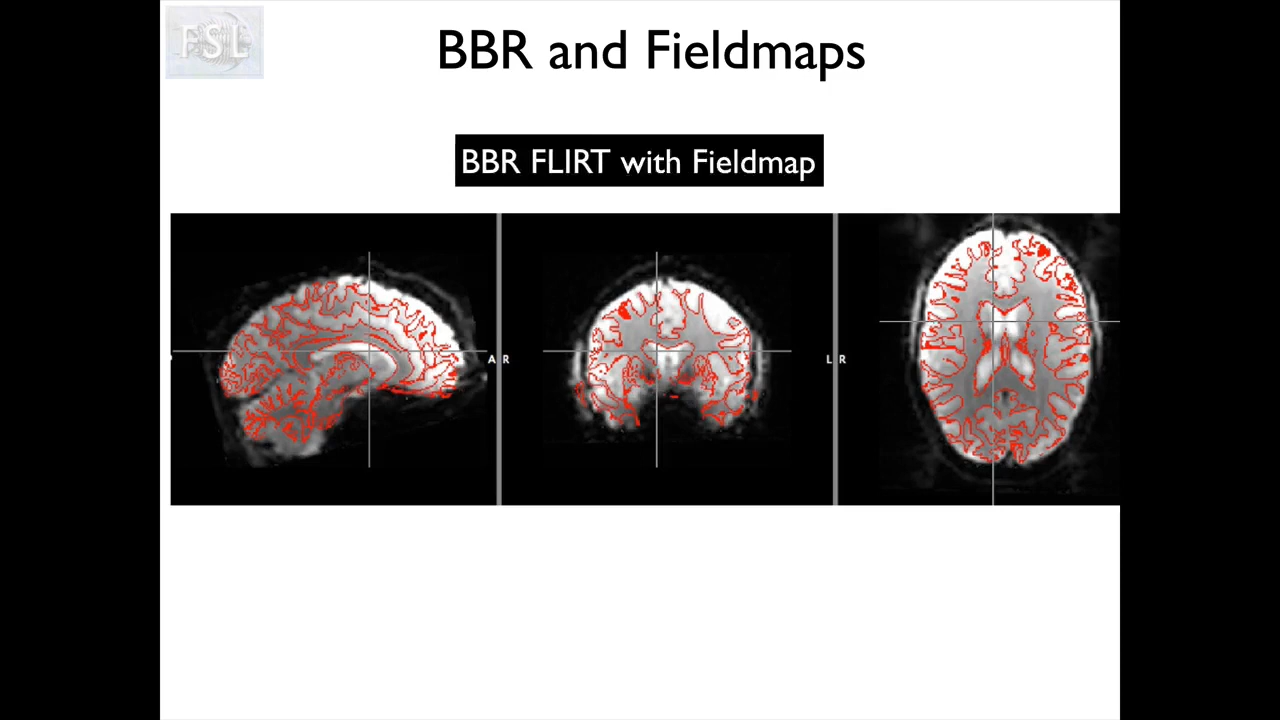 FSL
BBR and Fieldmaps
BBR FLIRT with Fieldmap
A R
L R